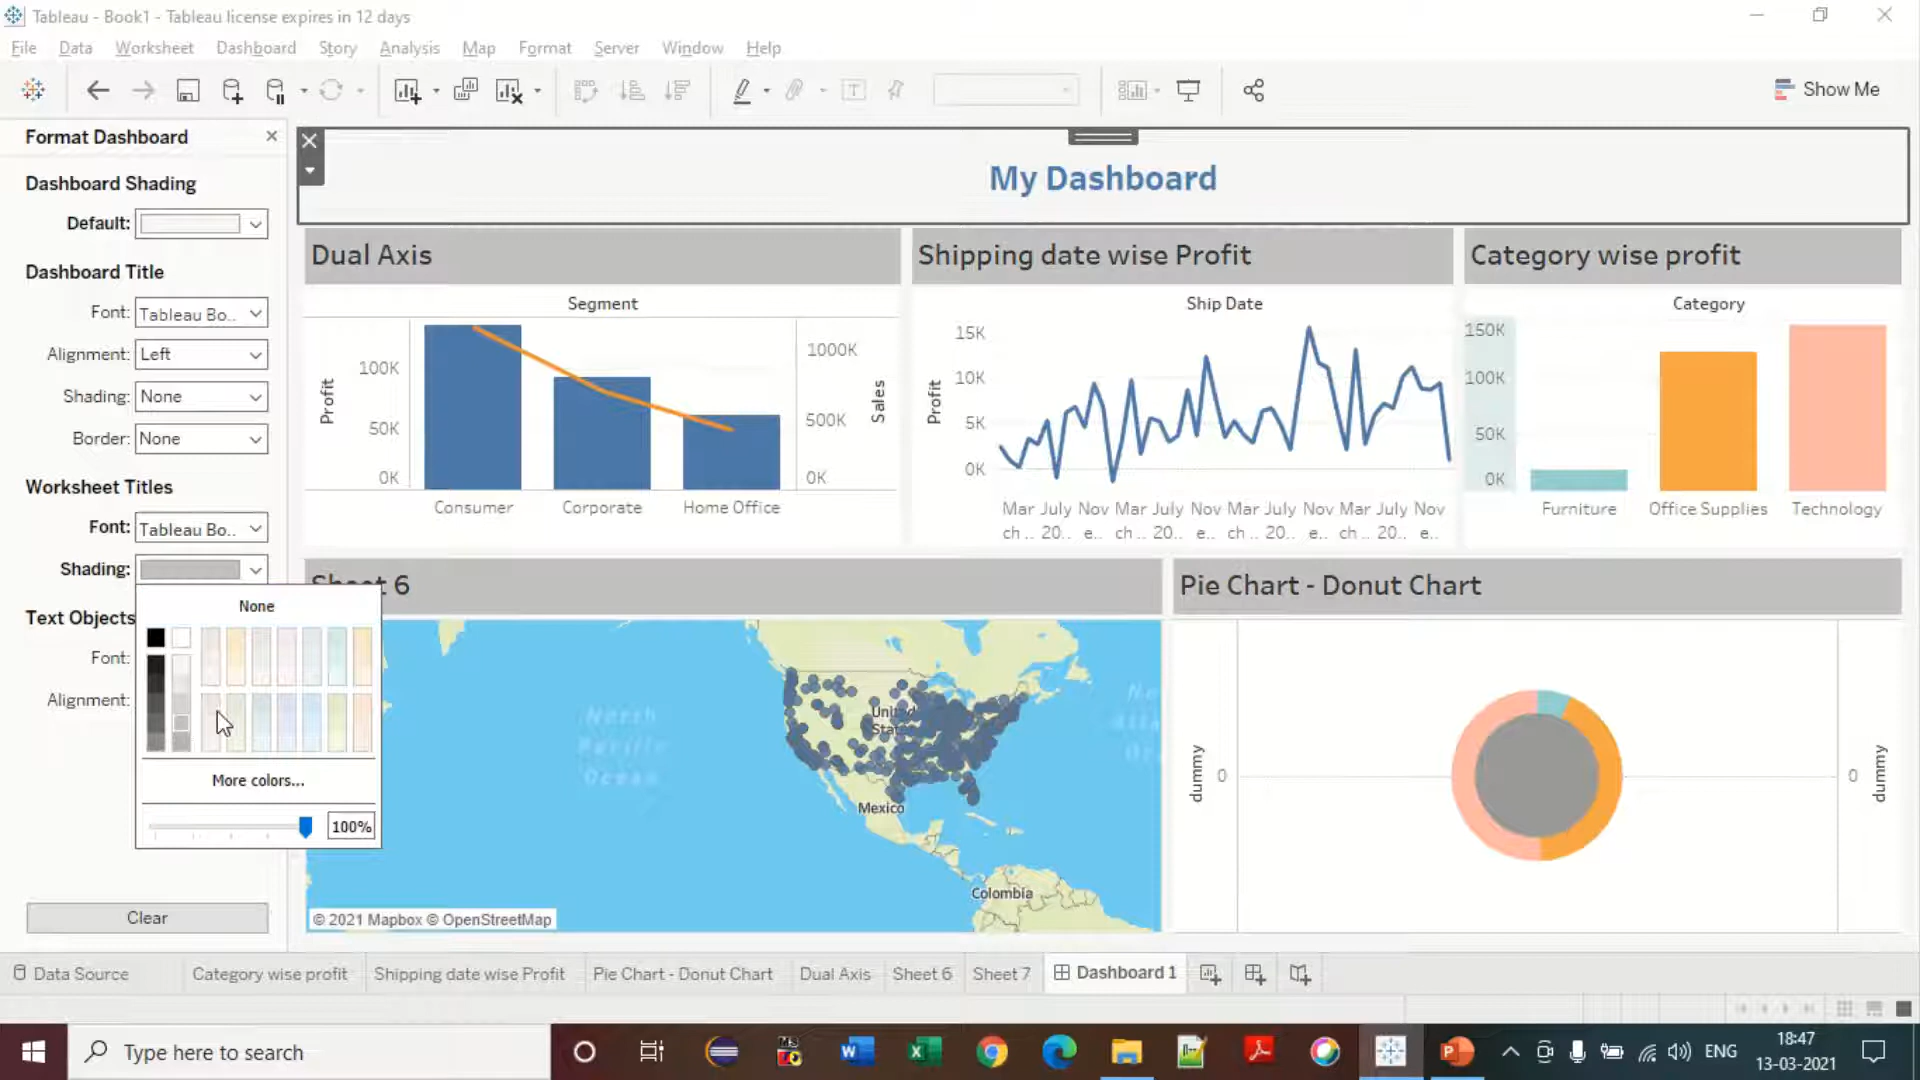 Tableau - Book1 - Tableau license expires in 12 days
File Data Worksheet Dashboard Story Analysis Map Format Server Window Help
Show Me
Format Dashboard
Dashboard Shading
Default:
Dashboard Title
Font: Tableau Bo..
Alignment: Left
Shading: None
Border: None
Worksheet Titles
Font: Tableau Bo..
Shading:
Text Objects
Font:
Alignment:
None
More colors...
100%
Clear
My Dashboard
Dual Axis
Segment
Profit
100K
50K
0K
1000K
500K
0K
Sales
Consumer Corporate Home Office
Shipping date wise Profit
Ship Date
Profit
15K
10K
5K
0K
Mar July Nov Mar July Nov Mar July Nov Mar July Nov
ch .. 20.. e.. ch .. 20.. e.. ch .. 20.. e.. ch .. 20.. e..
Category wise profit
Category
150K
100K
50K
0K
Furniture Office Supplies Technology
Sheet 6
North
Pacific
Ocean
United
States
Mexico
Colombia
© 2021 Mapbox © OpenStreetMap
Pie Chart - Donut Chart
dummy
0
0
dummy
Data Source Category wise profit Shipping date wise Profit Pie Chart - Donut Chart Dual Axis Sheet 6 Sheet 7 Dashboard 1
Type here to search
ENG
18:47
13-03-2021